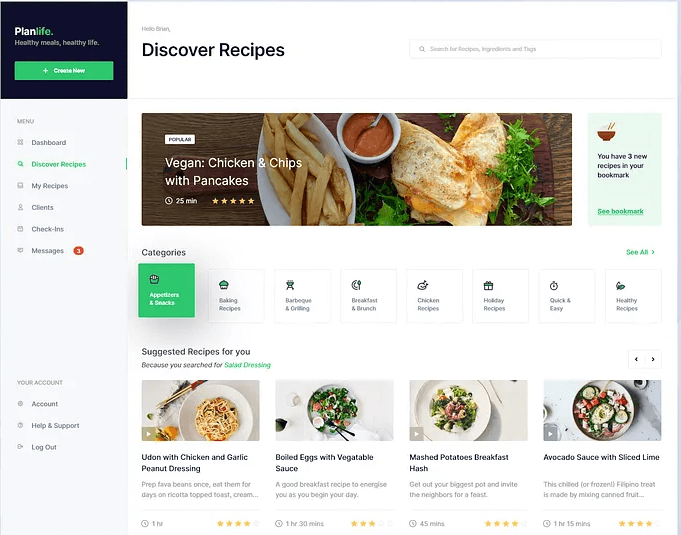 Planlife.
Healthy meals, healthy life.
+ Create New
MENU
Dashboard
Discover Recipes
My Recipes
Clients
Check-Ins
Messages 3
YOUR ACCOUNT
Account
Help & Support
Log Out
Hello Brian,
Discover Recipes
Search for Recipes, Ingredients and Tags
POPULAR
Vegan: Chicken & Chips
with Pancakes
25 min
You have 3 new
recipes in your
bookmark
See bookmark
Categories
See All >
Appetizers
& Snacks
Baking
Recipes
Barbeque
& Grilling
Breakfast
& Brunch
Chicken
Recipes
Holiday
Recipes
Quick &
Easy
Healthy
Recipes
Suggested Recipes for you
Because you searched for Salad Dressing
Udon with Chicken and Garlic
Peanut Dressing
Prep fava beans once, eat them for
days on ricotta topped toast, cream...
1 hr
Boiled Eggs with Vegatable
Sauce
A good breakfast recipe to energise
you as you begin your day.
1 hr 30 mins
Mashed Potatoes Breakfast
Hash
Get out your biggest pot and invite
the neighbors for a feast.
45 mins
Avocado Sauce with Sliced Lime
This chilled (or frozen!) Filipino treat
is made by mixing canned fruit...
1 hr 15 mins